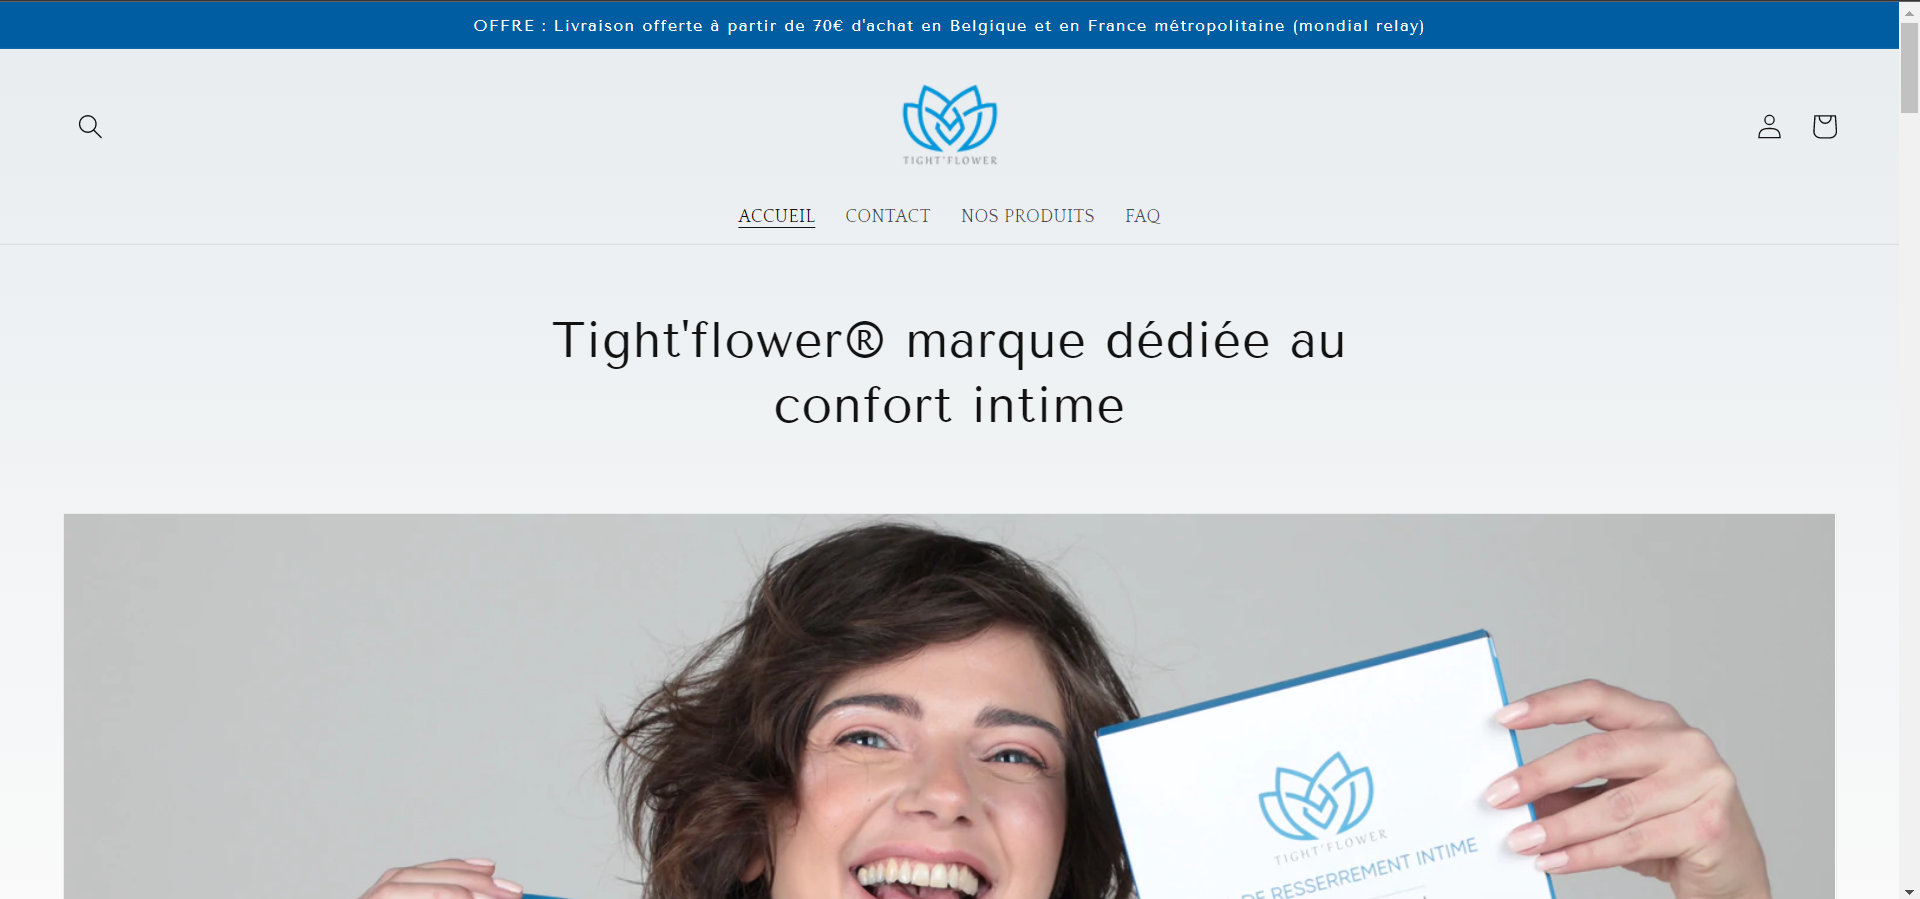 OFFRE : Livraison offerte à partir de 70€ d'achat en Belgique et en France métropolitaine (mondial relay)
TIGHT'FLOWER
ACCUEIL CONTACT NOS PRODUITS FAQ
Tight'flower® marque dédiée au
confort intime
TIGHT'FLOWER
DE RESSERREMENT INTIME